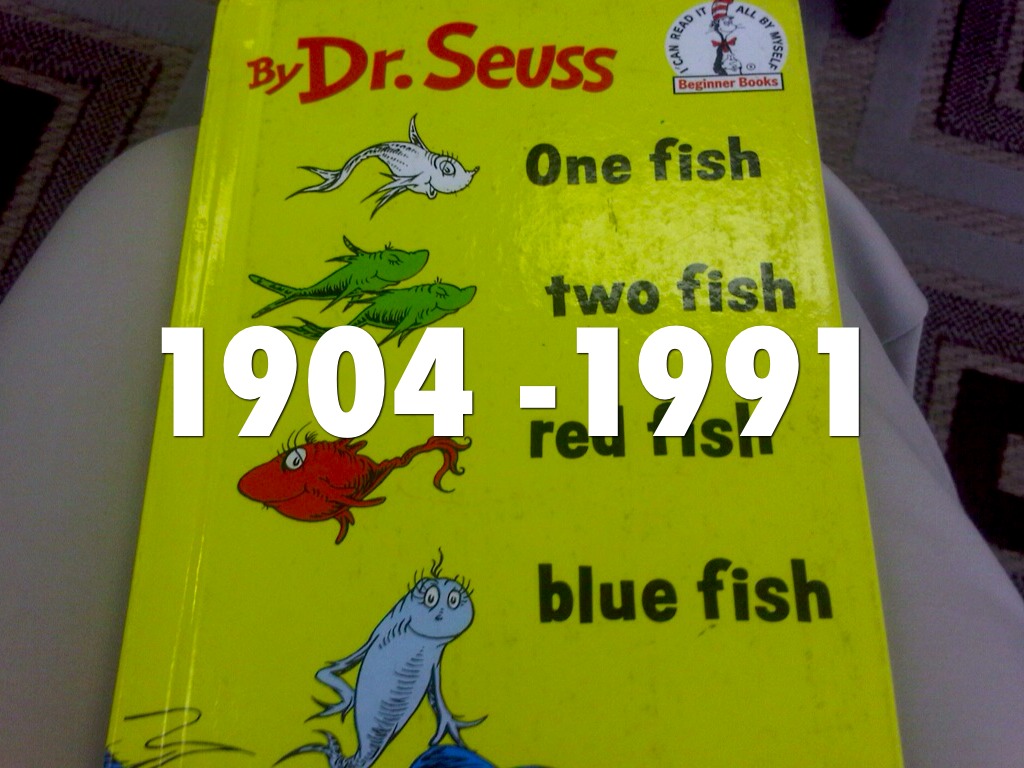 By Dr. Seuss
I CAN READ IT ALL BY MYSELF
®
Beginner Books
One fish
two fish
1904 -1991
red fish
blue fish